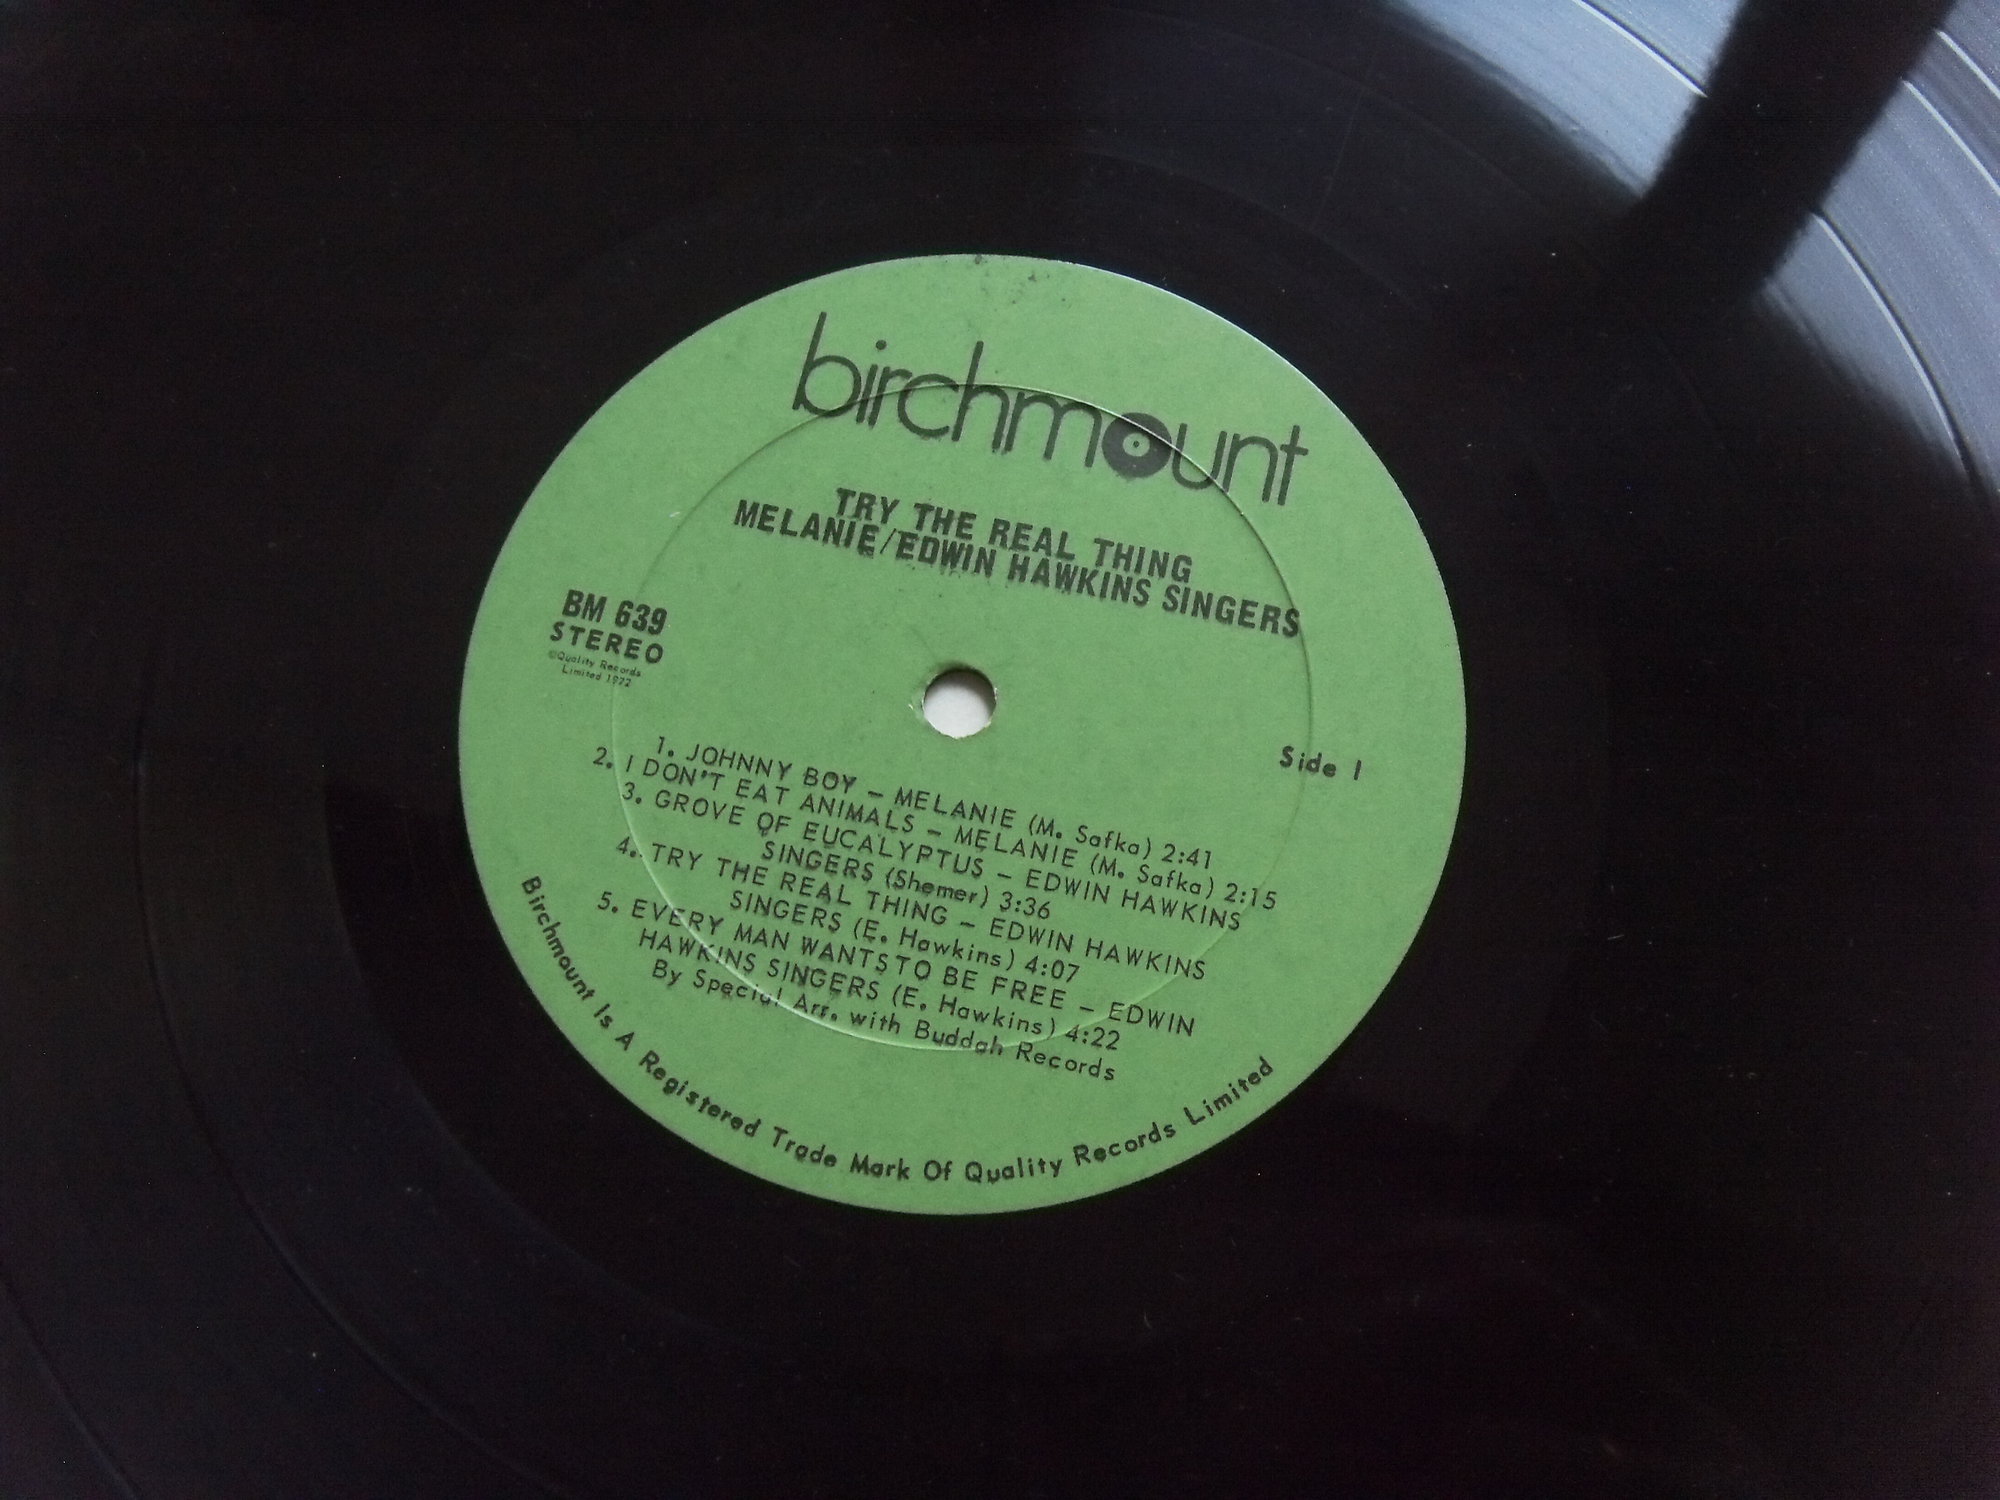 birchmount
TRY THE REAL THING
MELANIE/EDWIN HAWKINS SINGERS
BM 639
STEREO
©Quality Records
Limited 1972
Side 1
1. JOHNNY BOY – MELANIE (M. Safka) 2:41
2. I DON'T EAT ANIMALS – MELANIE (M. Safka) 2:15
3. GROVE OF EUCALYPTUS – EDWIN HAWKINS
SINGERS (Shemer) 3:36
4. TRY THE REAL THING – EDWIN HAWKINS
SINGERS (E. Hawkins) 4:07
5. EVERY MAN WANTS TO BE FREE – EDWIN
HAWKINS SINGERS (E. Hawkins) 4:22
By Special Arr. with Buddah Records
Birchmount Is A Registered Trade Mark Of Quality Records Limited